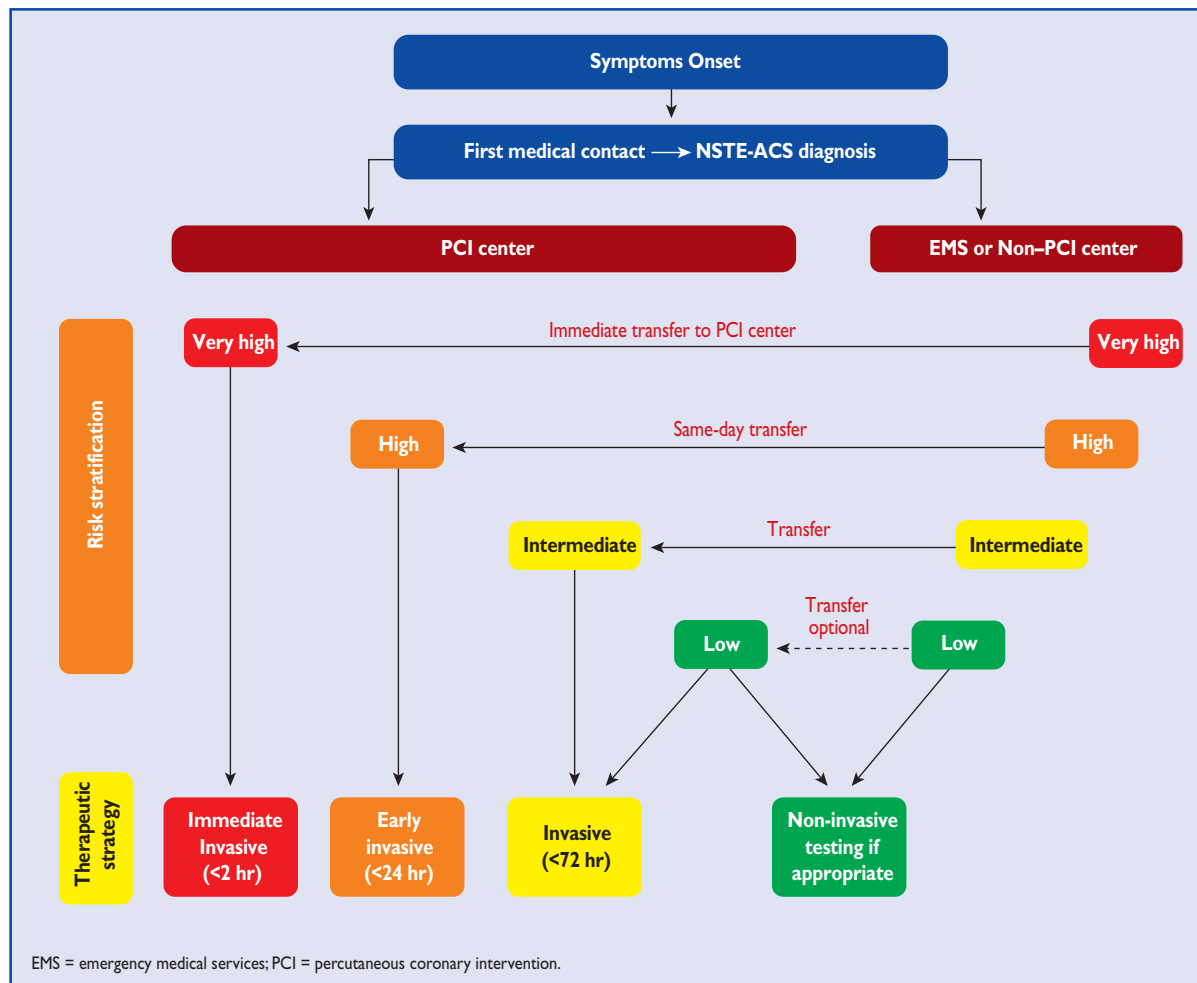 Symptoms Onset
First medical contact → NSTE-ACS diagnosis
PCI center
EMS or Non–PCI center
Risk stratification
Very high
Immediate transfer to PCI center
Very high
High
Same-day transfer
High
Intermediate
Transfer
Intermediate
Transfer
optional
Low
Low
Therapeutic
strategy
Immediate
Invasive
(<2 hr)
Early
invasive
(<24 hr)
Invasive
(<72 hr)
Non-invasive
testing if
appropriate
EMS = emergency medical services; PCI = percutaneous coronary intervention.